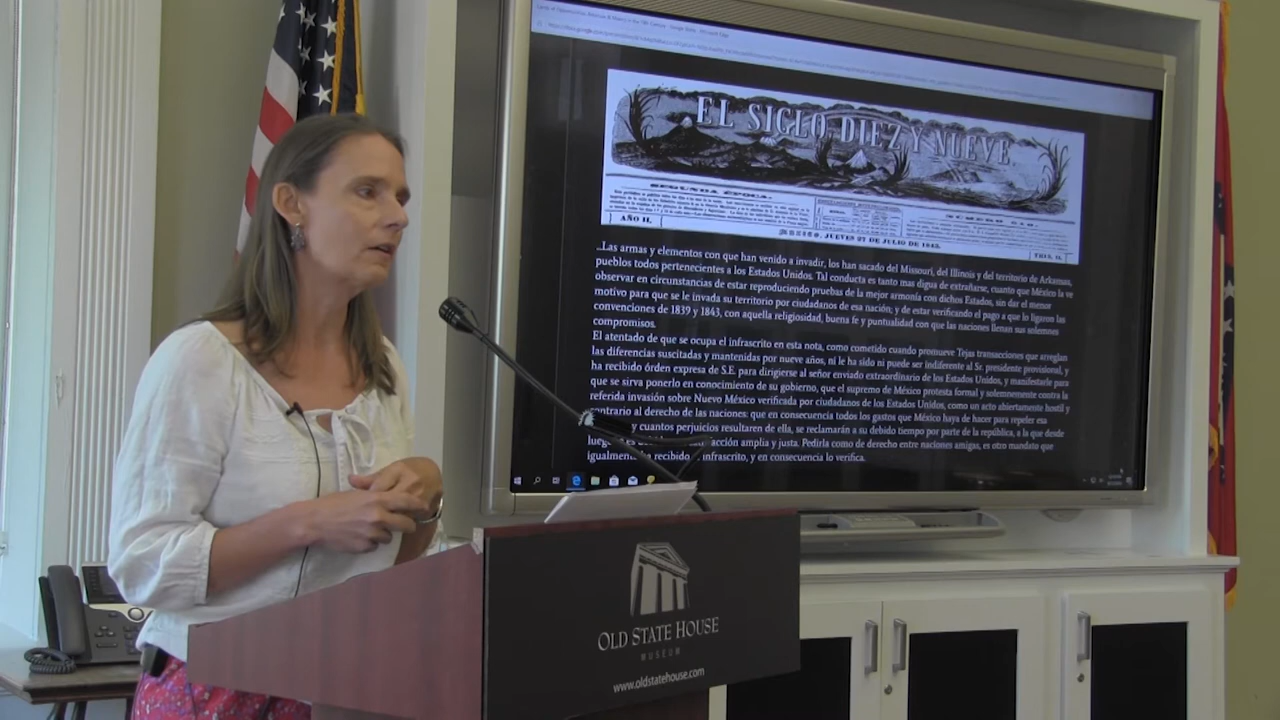 EL SIGLO DIEZ Y NUEVE.
SEGUNDA ÉPOCA.
AÑO II.
MEXICO. JUEVES 27 DE JULIO DE 1843.
...Las armas y elementos con que han venido a invadir, los han sacado del Missouri, del Illinois y del territorio de Arkansas,
pueblos todos pertenecientes a los Estados Unidos. Tal conducta es tanto mas digua de extrañarse, cuanto que México la ve
observar en circunstancias de estar reproduciendo pruebas de la mejor armonía con dichos Estados, sin dar el menor
motivo para que se le invada su territorio por ciudadanos de esa nación; y de estar verificando el pago a que lo ligaron las
convenciones de 1839 y 1843, con aquella religiosidad, buena fe y puntualidad con que las naciones llenan sus solemnes
compromisos.
El atentado de que se ocupa el infrascrito en esta nota, como cometido cuando promueve Tejas transacciones que arreglen
las diferencias suscitadas y mantenidas por nueve años, ní le ha sido ni puede ser indiferente al Sr. presidente provisional, y
ha recibido órden expresa de S.E. para dirigierse al señor enviado extraordinario de los Estados Unidos, y manifestarle para
que se sirva ponerlo en conocimiento de su gobierno, que el supremo de México protesta formal y solemnemente contra la
referida invasión sobre Nuevo México verificada por ciudadanos de los Estados Unidos, como un acto abiertamente hostil y
contrario al derecho de las naciones: que en consecuencia todos los gastos que México haya de hacer para repeler esa
y cuantos perjuicios resultaren de ella, se reclamarán a su debido tiempo por parte de la república, a la que desde
acción amplia y justa. Pedirla como de derecho entre naciones amigas, es otro mandato que
recibido infrascrito, y en consecuencia lo verifica.
OLD STATE HOUSE
MUSEUM
www.oldstatehouse.com